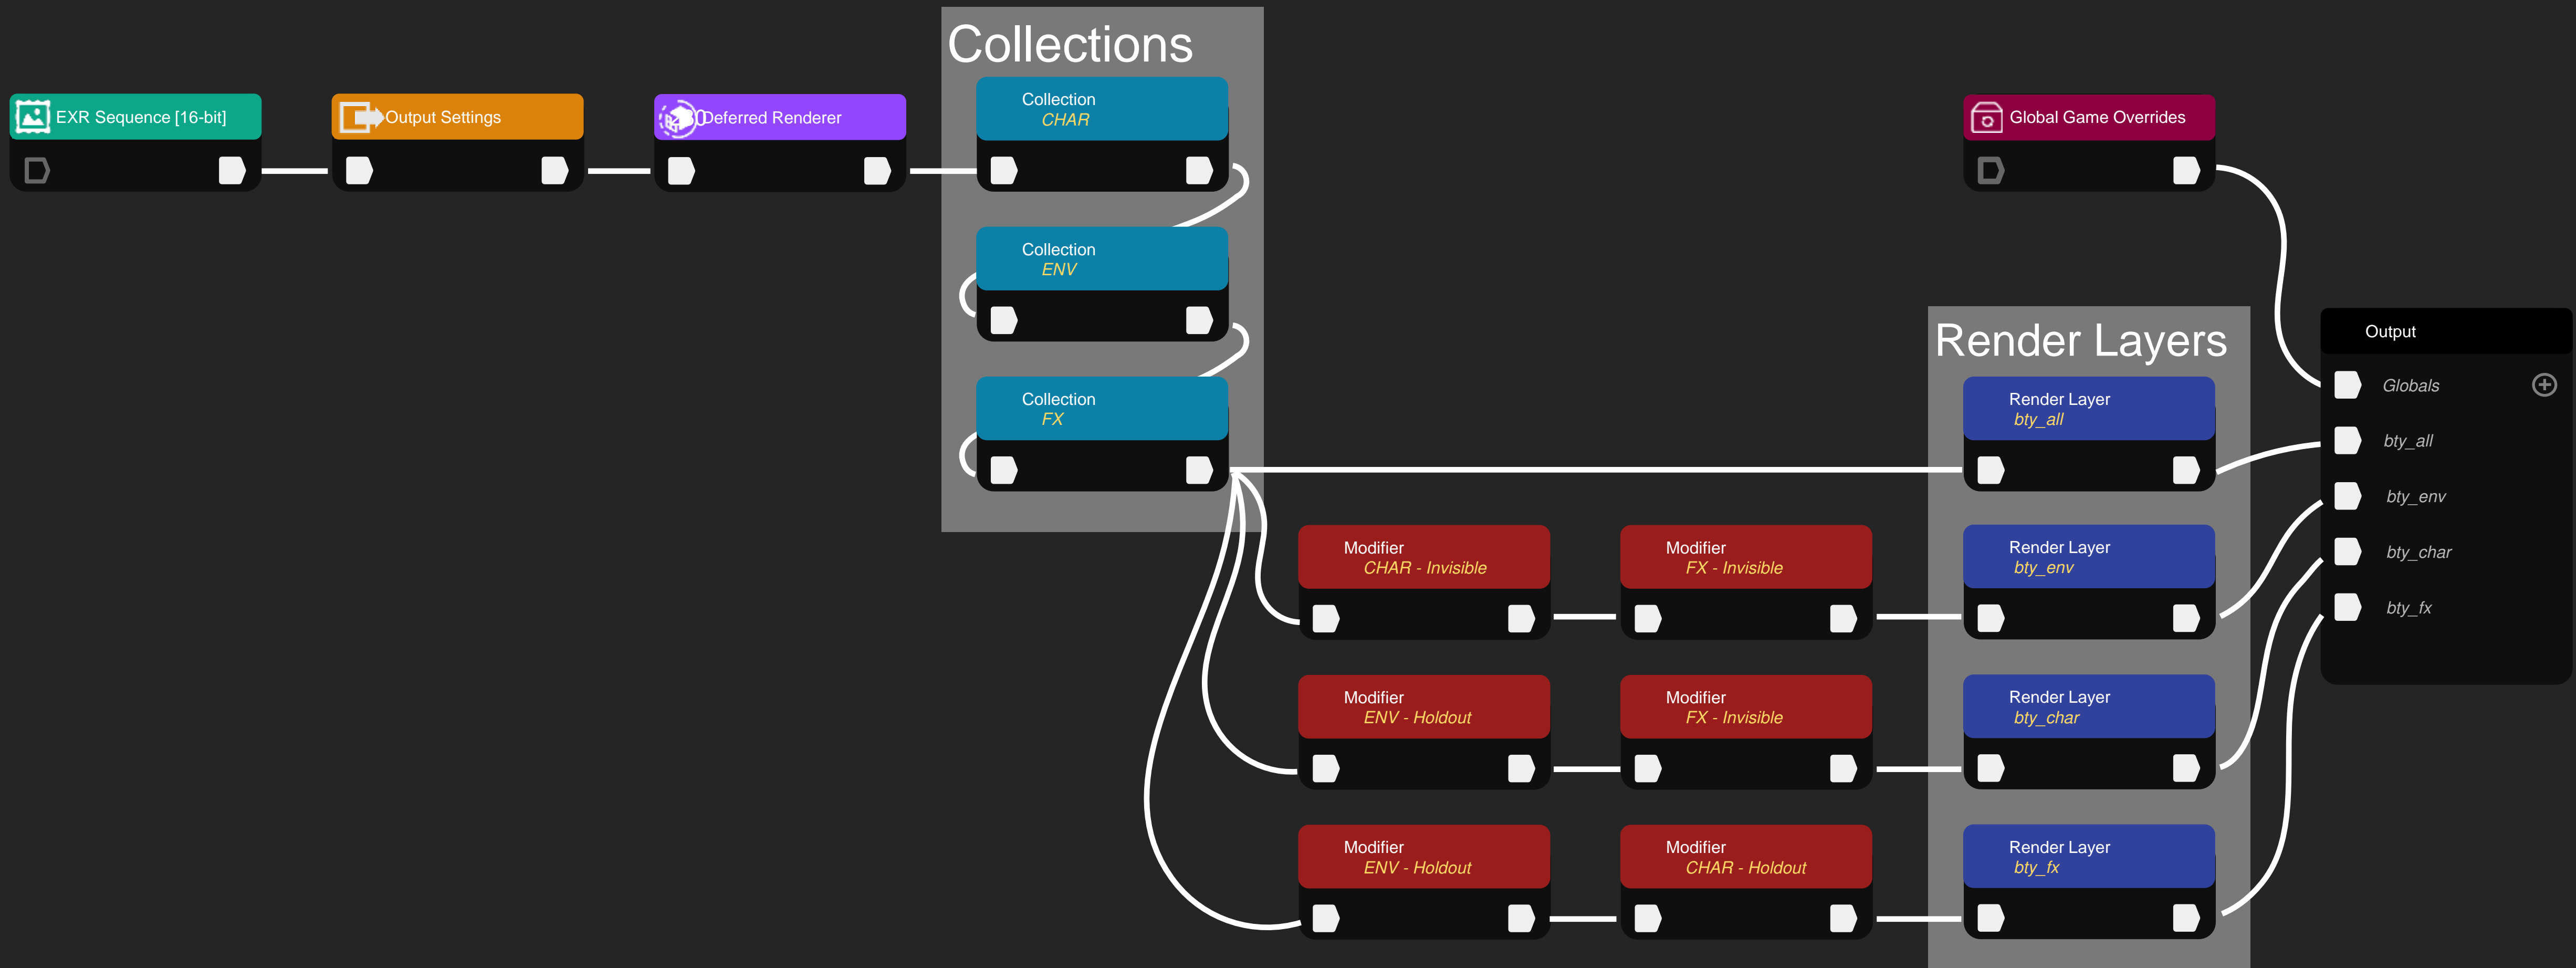 Collections
EXR Sequence [16-bit]
Output Settings
Deferred Renderer
Collection
CHAR
Global Game Overrides
Collection
ENV
Collection
FX
Render Layers
Render Layer
bty_all
Output
Globals
bty_all
bty_env
bty_char
bty_fx
Modifier
CHAR - Invisible
Modifier
FX - Invisible
Render Layer
bty_env
Modifier
ENV - Holdout
Modifier
FX - Invisible
Render Layer
bty_char
Modifier
ENV - Holdout
Modifier
CHAR - Holdout
Render Layer
bty_fx